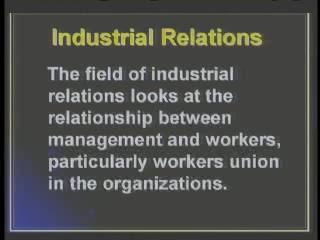 Industrial Relations
The field of industrial
relations looks at the
relationship between
management and workers,
particularly workers union
in the organizations.